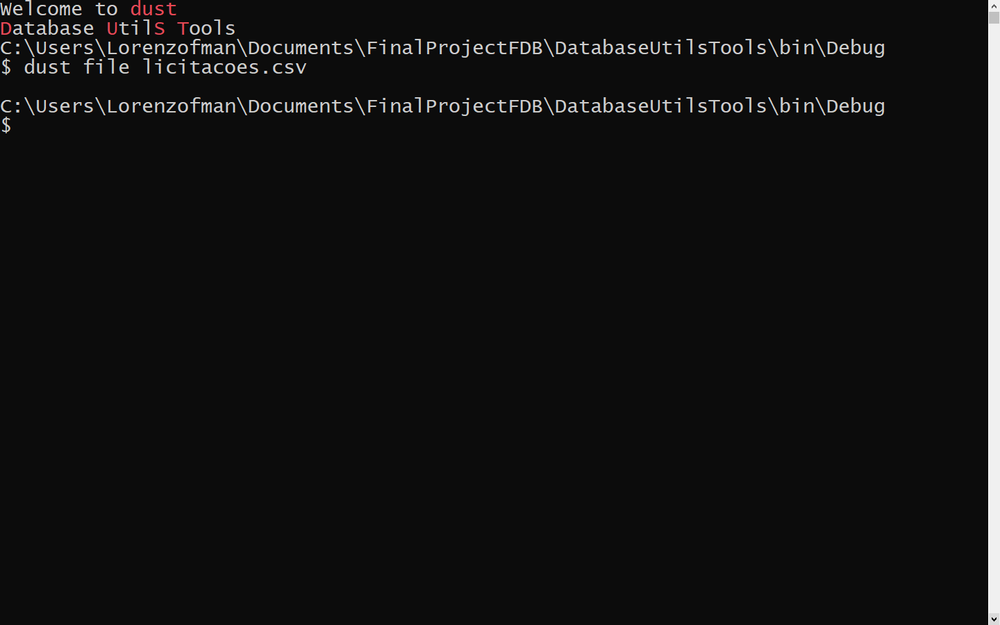 Welcome to dust
Database UtilS Tools
C:\Users\Lorenzofman\Documents\FinalProjectFDB\DatabaseUtilsTools\bin\Debug
$ dust file licitacoes.csv
C:\Users\Lorenzofman\Documents\FinalProjectFDB\DatabaseUtilsTools\bin\Debug
$